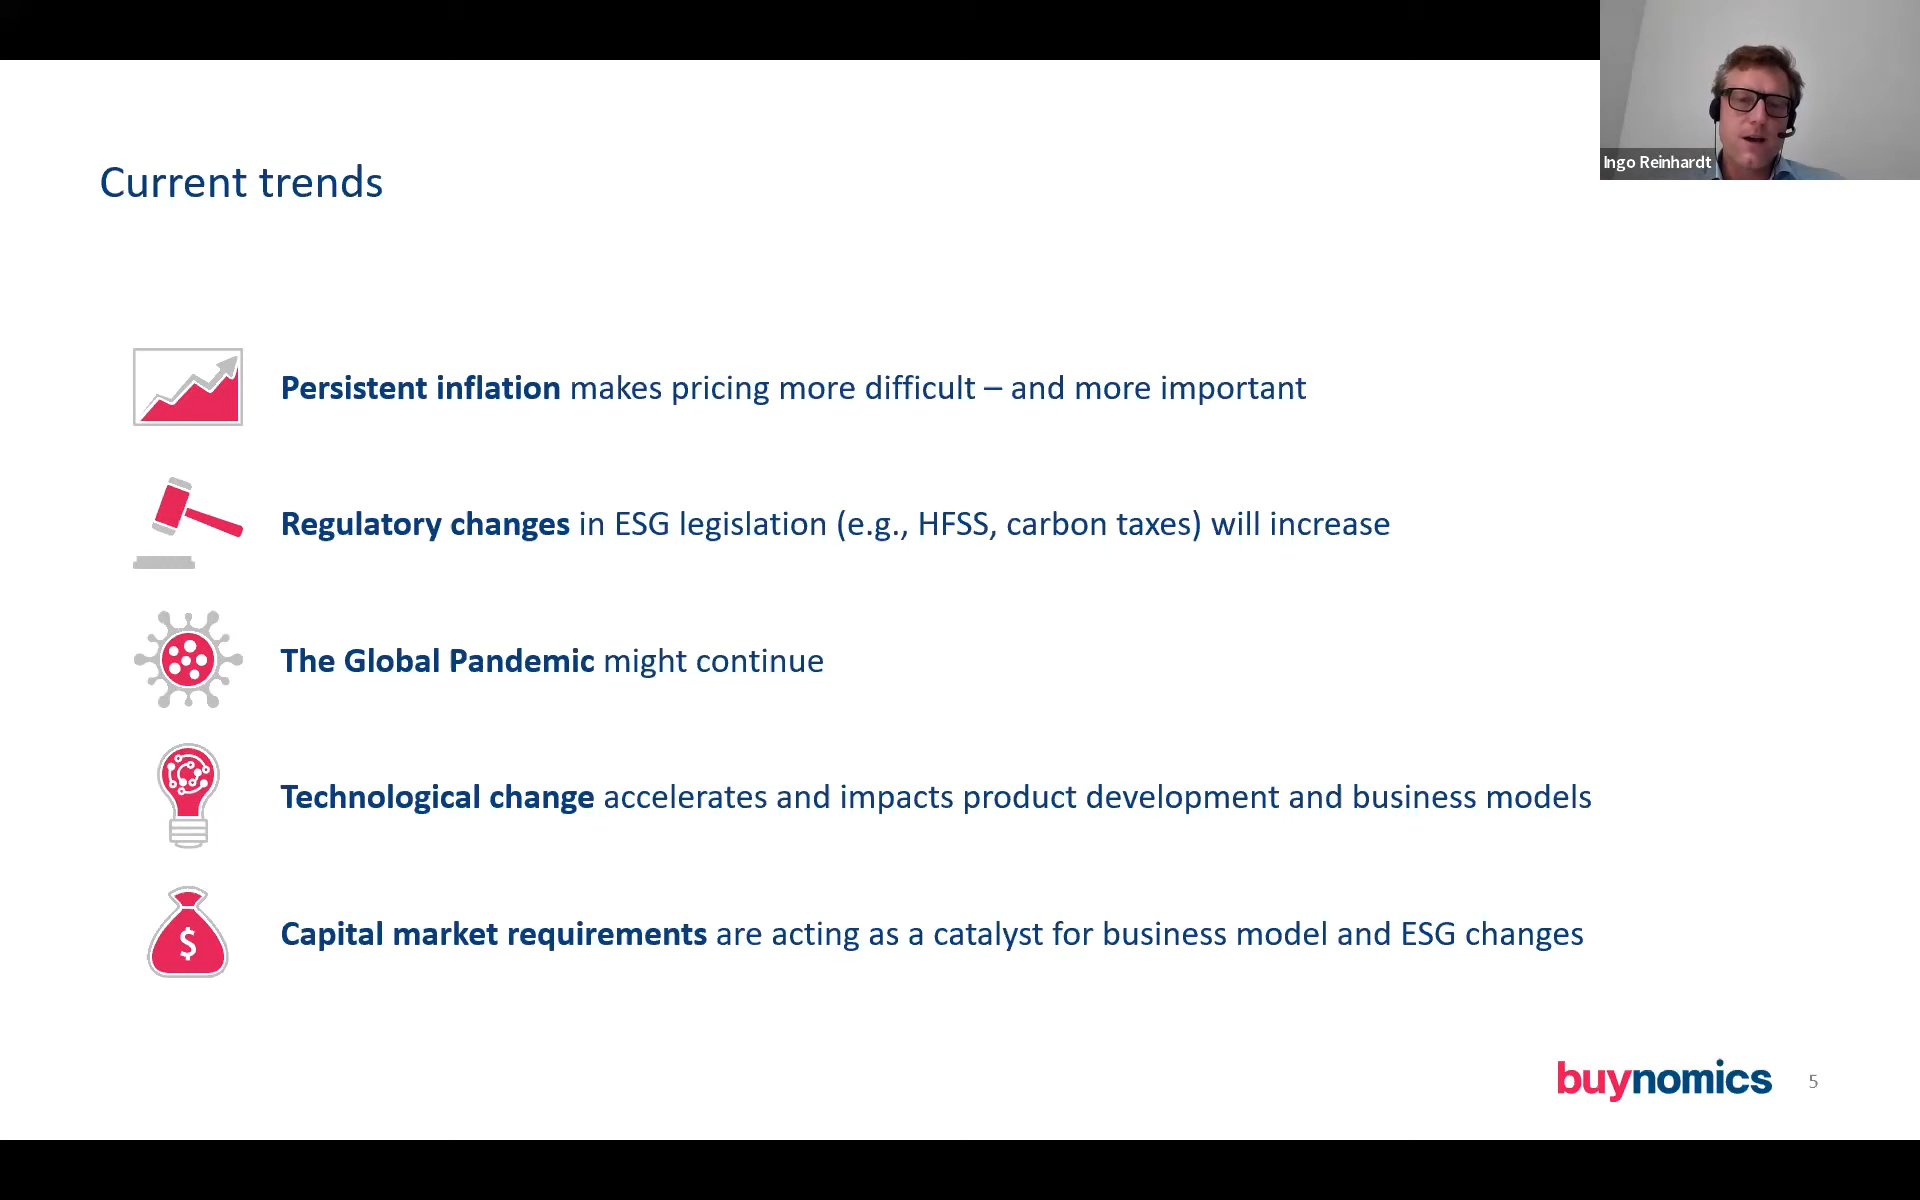 Ingo Reinhardt
Current trends
Persistent inflation makes pricing more difficult – and more important
Regulatory changes in ESG legislation (e.g., HFSS, carbon taxes) will increase
The Global Pandemic might continue
Technological change accelerates and impacts product development and business models
$
Capital market requirements are acting as a catalyst for business model and ESG changes
buynomics
5